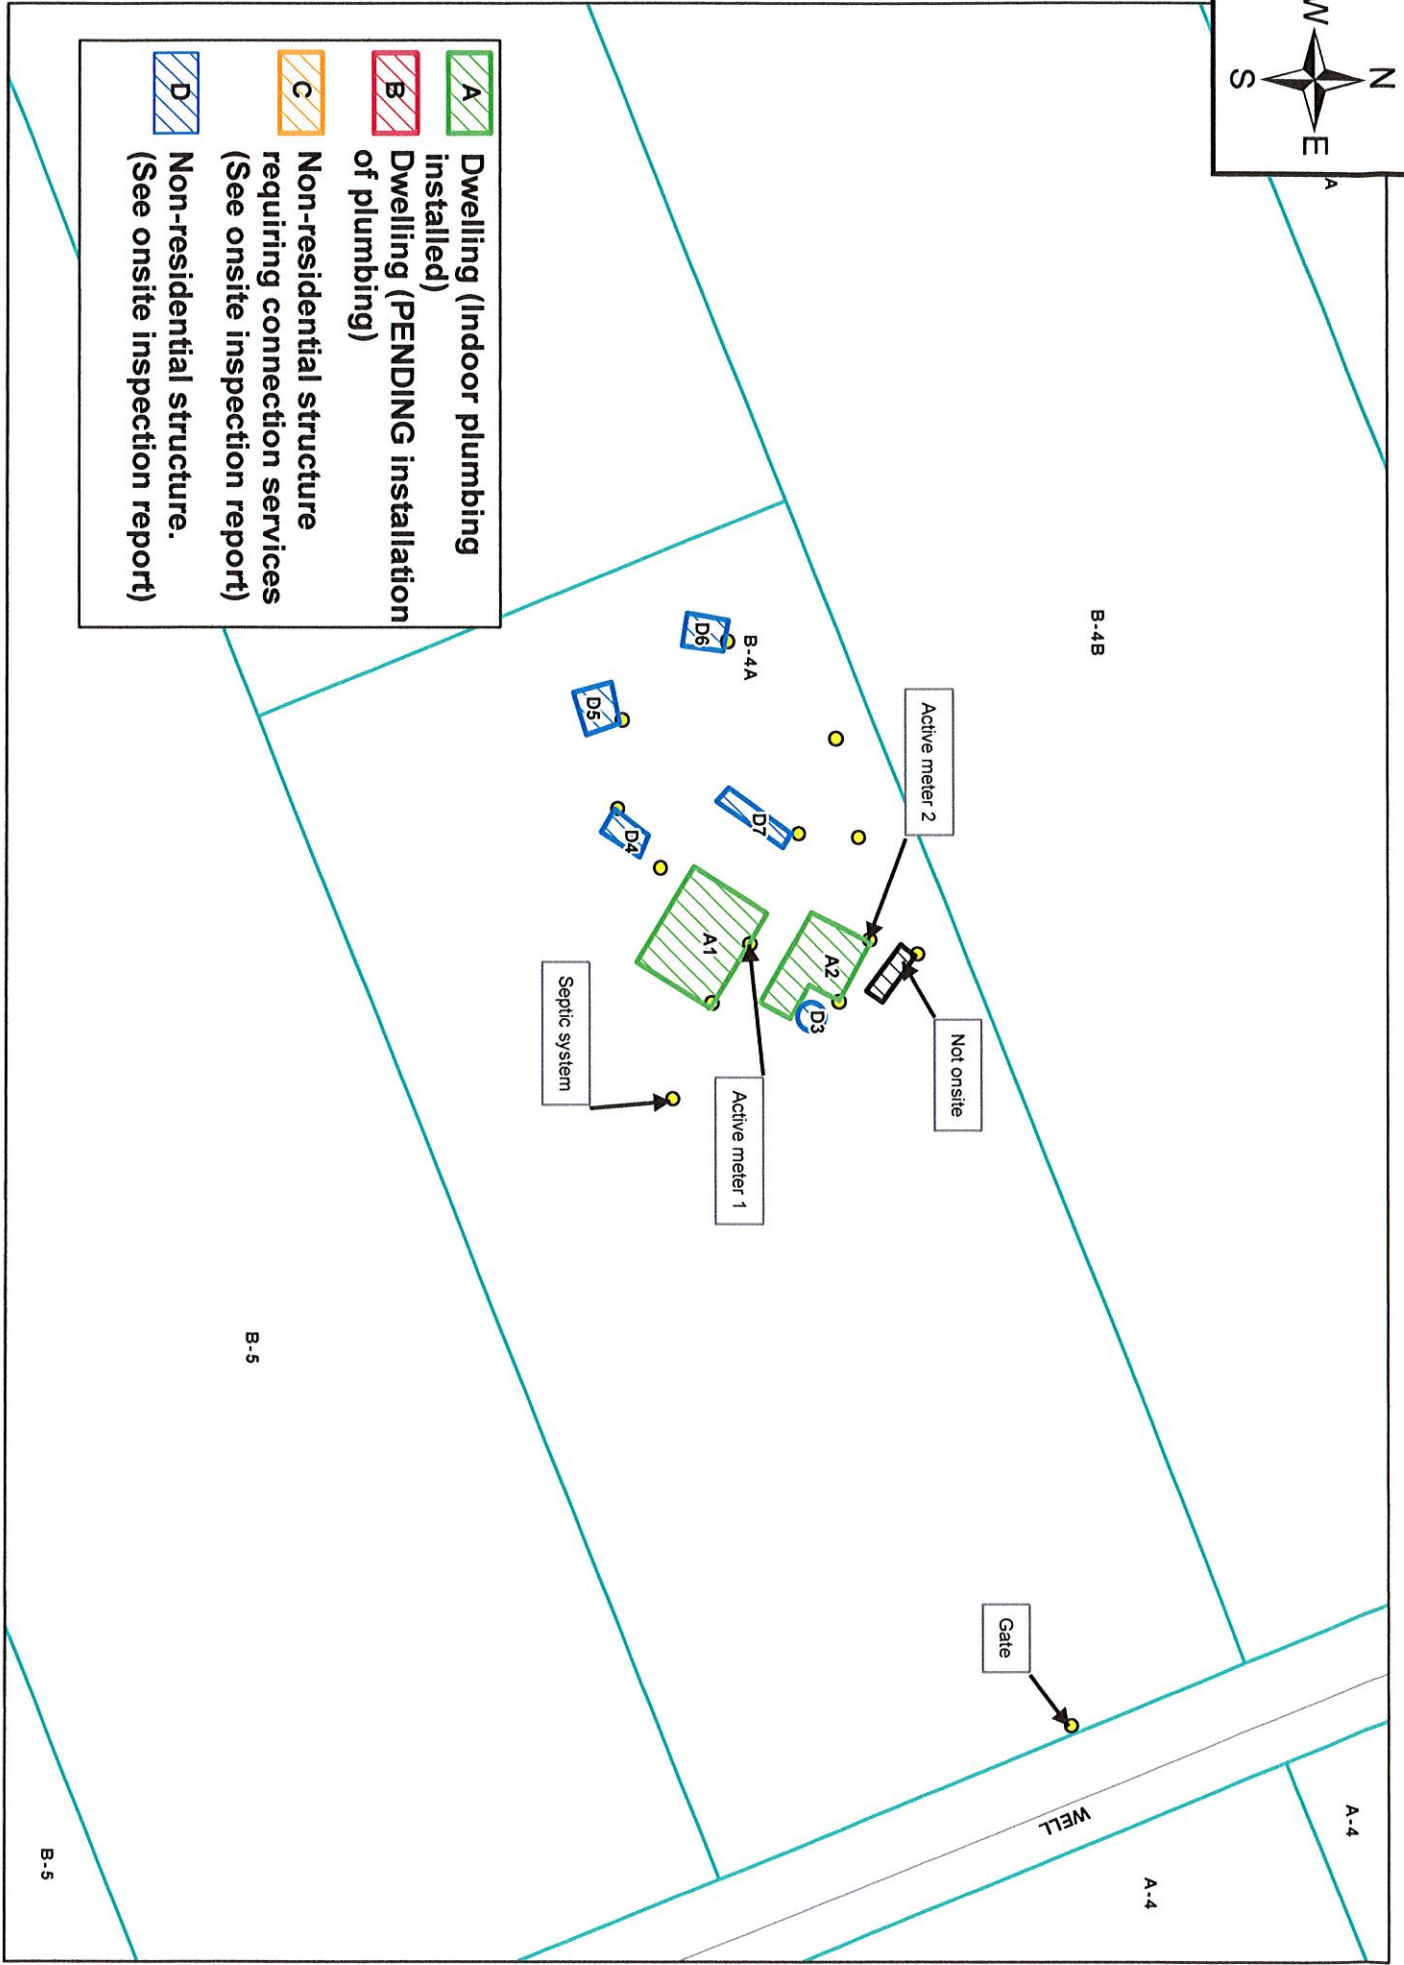 N
W
E
S
A
B-4B
A-4
A-4
WELL
Gate
Active meter 2
Not onsite
B-4A
D6
D5
D7
D4
A2
D3
A1
Active meter 1
Septic system
B-5
B-5
A
Dwelling (Indoor plumbing
installed)
B
Dwelling (PENDING installation
of plumbing)
C
Non-residential structure
requiring connection services
(See onsite inspection report)
D
Non-residential structure.
(See onsite inspection report)